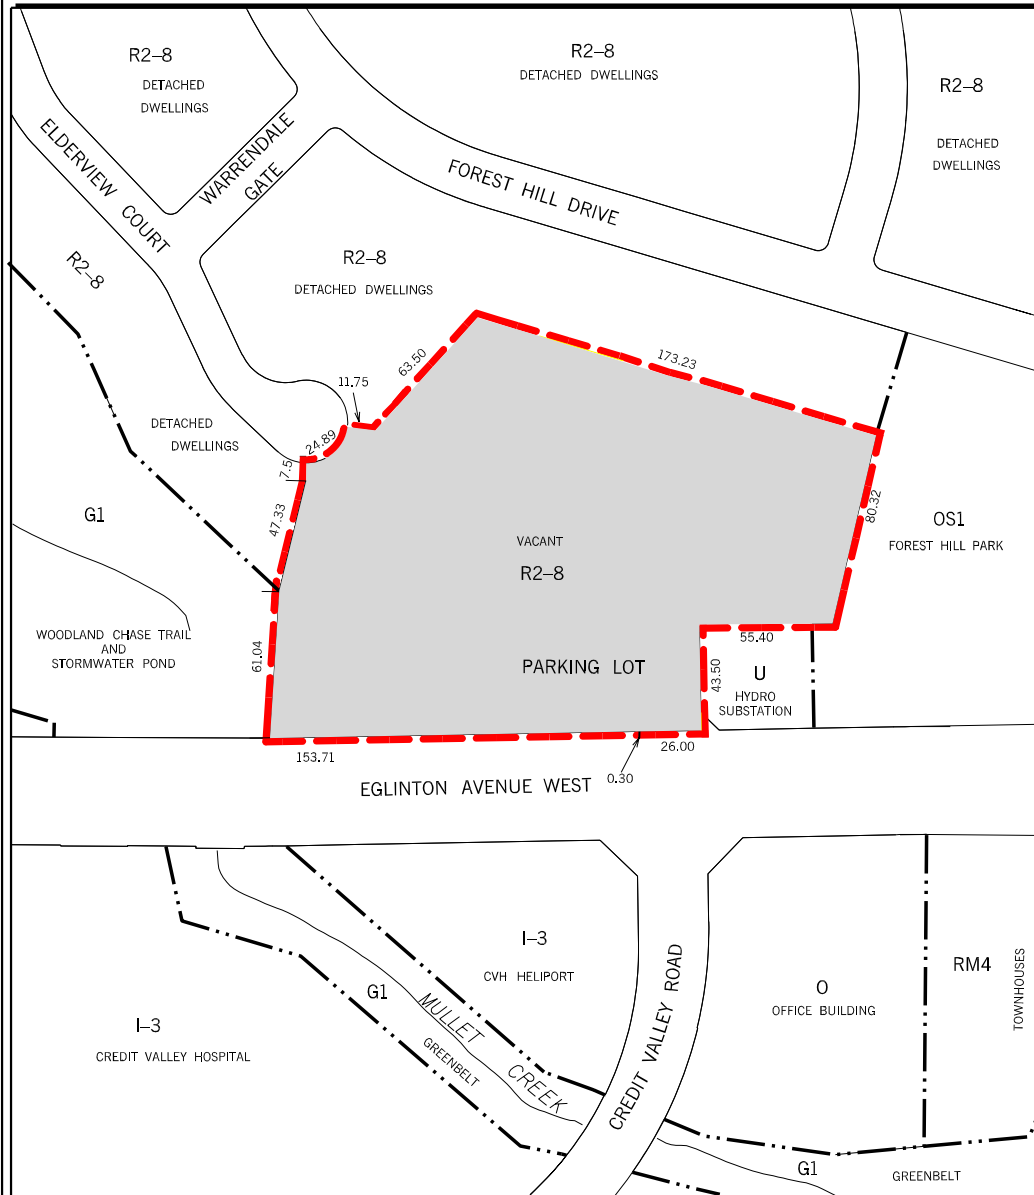 R2–8
DETACHED
DWELLINGS
R2–8
DETACHED DWELLINGS
R2–8
DETACHED
DWELLINGS
ELDERVIEW COURT
WARRENDALE
GATE
FOREST HILL DRIVE
R2–8
R2–8
DETACHED DWELLINGS
63.50
173.23
11.75
24.89
7.5
47.33
61.04
DETACHED
DWELLINGS
G1
WOODLAND CHASE TRAIL
AND
STORMWATER POND
VACANT
R2–8
PARKING LOT
80.32
OS1
FOREST HILL PARK
55.40
43.50
U
HYDRO
SUBSTATION
153.71
0.30
26.00
EGLINTON AVENUE WEST
I–3
CVH HELIPORT
G1
MULLET
CREEK
GREENBELT
I–3
CREDIT VALLEY HOSPITAL
CREDIT VALLEY ROAD
O
OFFICE BUILDING
RM4
TOWNHOUSES
G1
GREENBELT